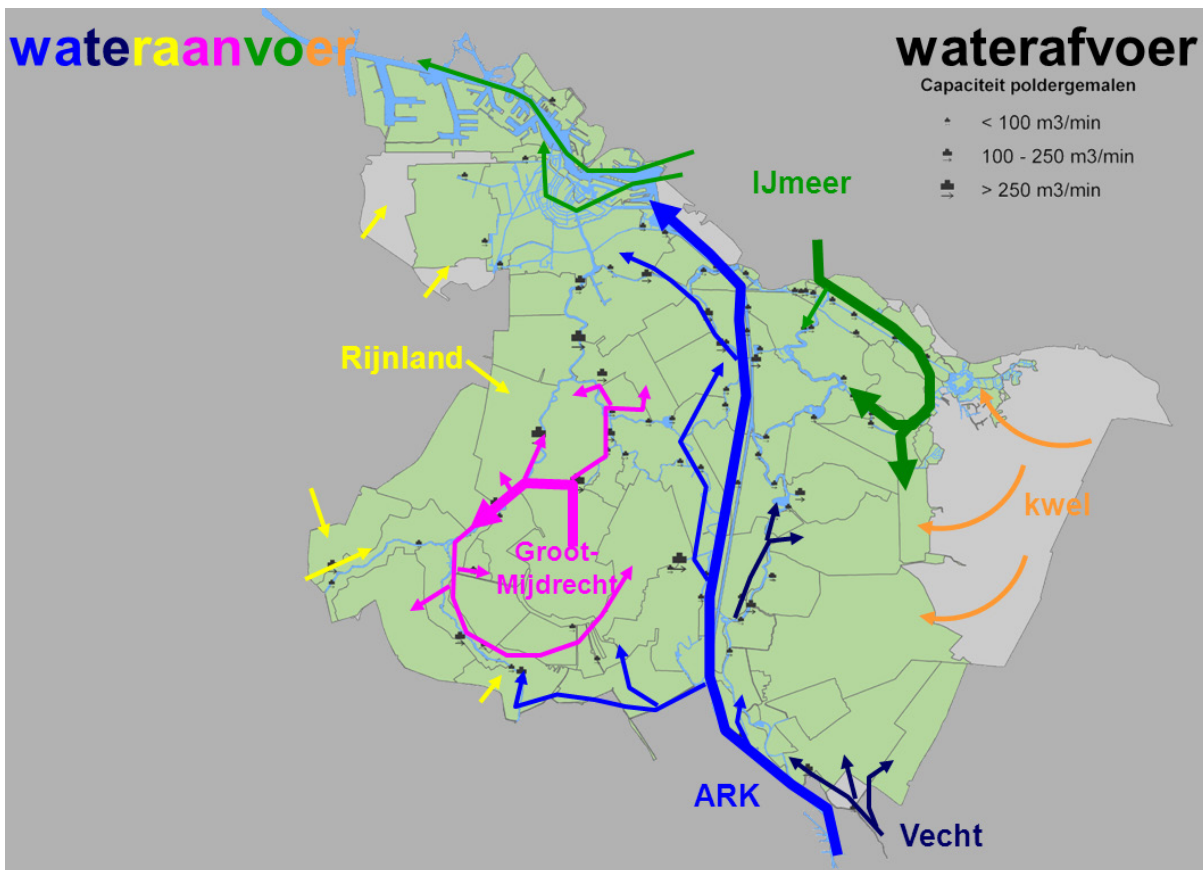 wateraanvoer
waterafvoer
Capaciteit poldergemalen
< 100 m3/min
100 - 250 m3/min
> 250 m3/min
IJmeer
Rijnland
kwel
Groot-
Mijdrecht
ARK
Vecht